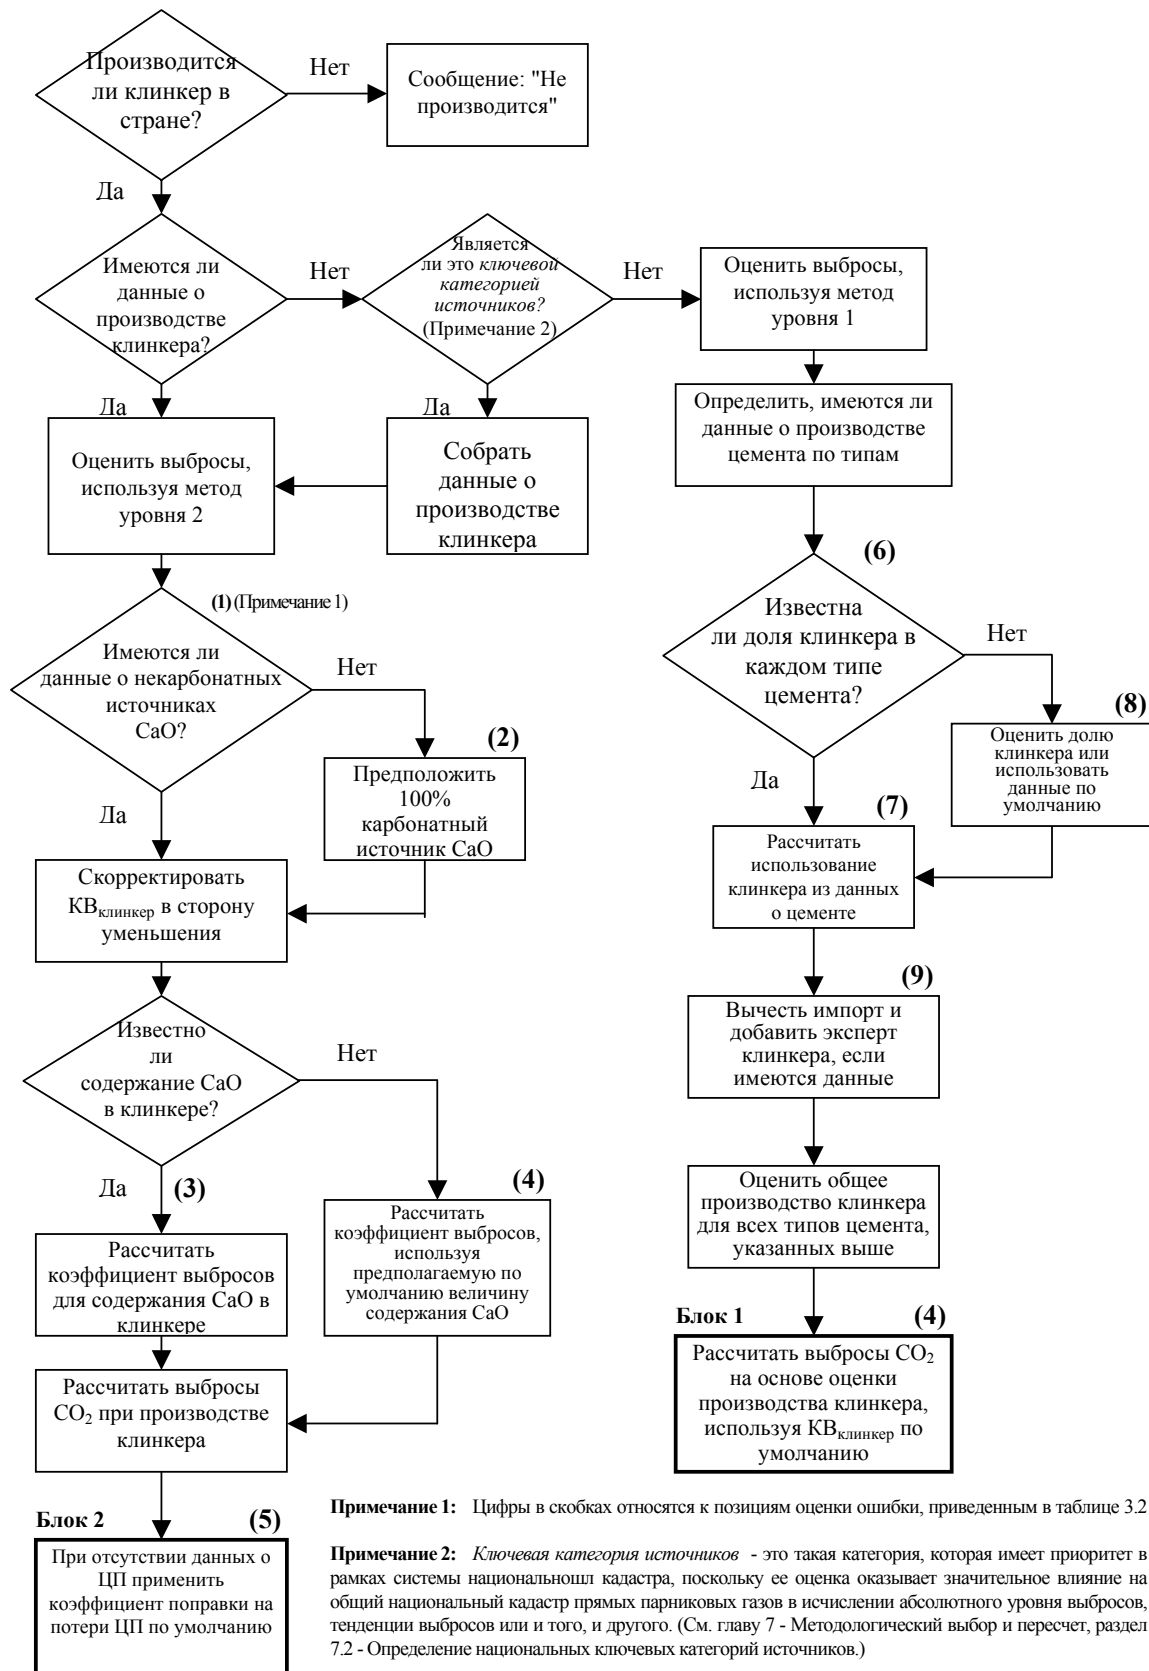 Производится
ли клинкер в
стране?
Нет
Сообщение: "Не
производится"
Да
Имеются ли
данные о
производстве
клинкера?
Нет
Является
ли это ключевой
категорией
источников?
(Примечание 2)
Нет
Оценить выбросы,
используя метод
уровня 1
Да
Да
Оценить выбросы,
используя метод
уровня 2
Собрать
данные о
производстве
клинкера
Определить, имеются ли
данные о производстве
цемента по типам
(1) (Примечание 1)
Имеются ли
данные о некарбонатных
источниках
CaO?
Нет
(2)
Предположить
100%
карбонатный
источник CaO
Да
Скорректировать
КВклинкер в сторону
уменьшения
Известно
ли
содержание CaO
в клинкере?
Нет
Да
(3)
Рассчитать
коэффициент выбросов
для содержания CaO в
клинкере
(4)
Рассчитать
коэффициент выбросов,
используя
предполагаемую по
умолчанию величину
содержания CaO
Рассчитать выбросы
CO2 при производстве
клинкера
Блок 2
(5)
При отсутствии данных о
ЦП применить
коэффициент поправки на
потери ЦП по умолчанию
(6)
Известна
ли доля клинкера в
каждом типе
цемента?
Нет
(8)
Оценить долю
клинкера или
использовать
данные по
умолчанию
Да
(7)
Рассчитать
использование
клинкера из данных
о цементе
(9)
Вычесть импорт и
добавить эксперт
клинкера, если
имеются данные
Оценить общее
производство клинкера
для всех типов цемента,
указанных выше
Блок 1
(4)
Рассчитать выбросы CO2
на основе оценки
производства клинкера,
используя КВклинкер по
умолчанию
Примечание 1: Цифры в скобках относятся к позициям оценки ошибки, приведенным в таблице 3.2
Примечание 2: Ключевая категория источников - это такая категория, которая имеет приоритет в
рамках системы национальношл кадастра, поскольку ее оценка оказывает значительное влияние на
общий национальный кадастр прямых парниковых газов в исчислении абсолютного уровня выбросов,
тенденции выбросов или и того, и другого. (См. главу 7 - Методологический выбор и пересчет, раздел
7.2 - Определение национальных ключевых категорий источников.)